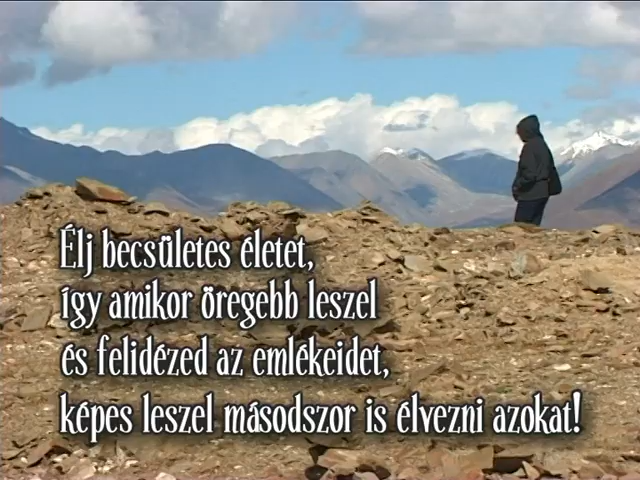 Élj becsületes életet,
így amikor öregebb leszel
és felidézed az emlékeidet,
képes leszel másodszor is élvezni azokat!